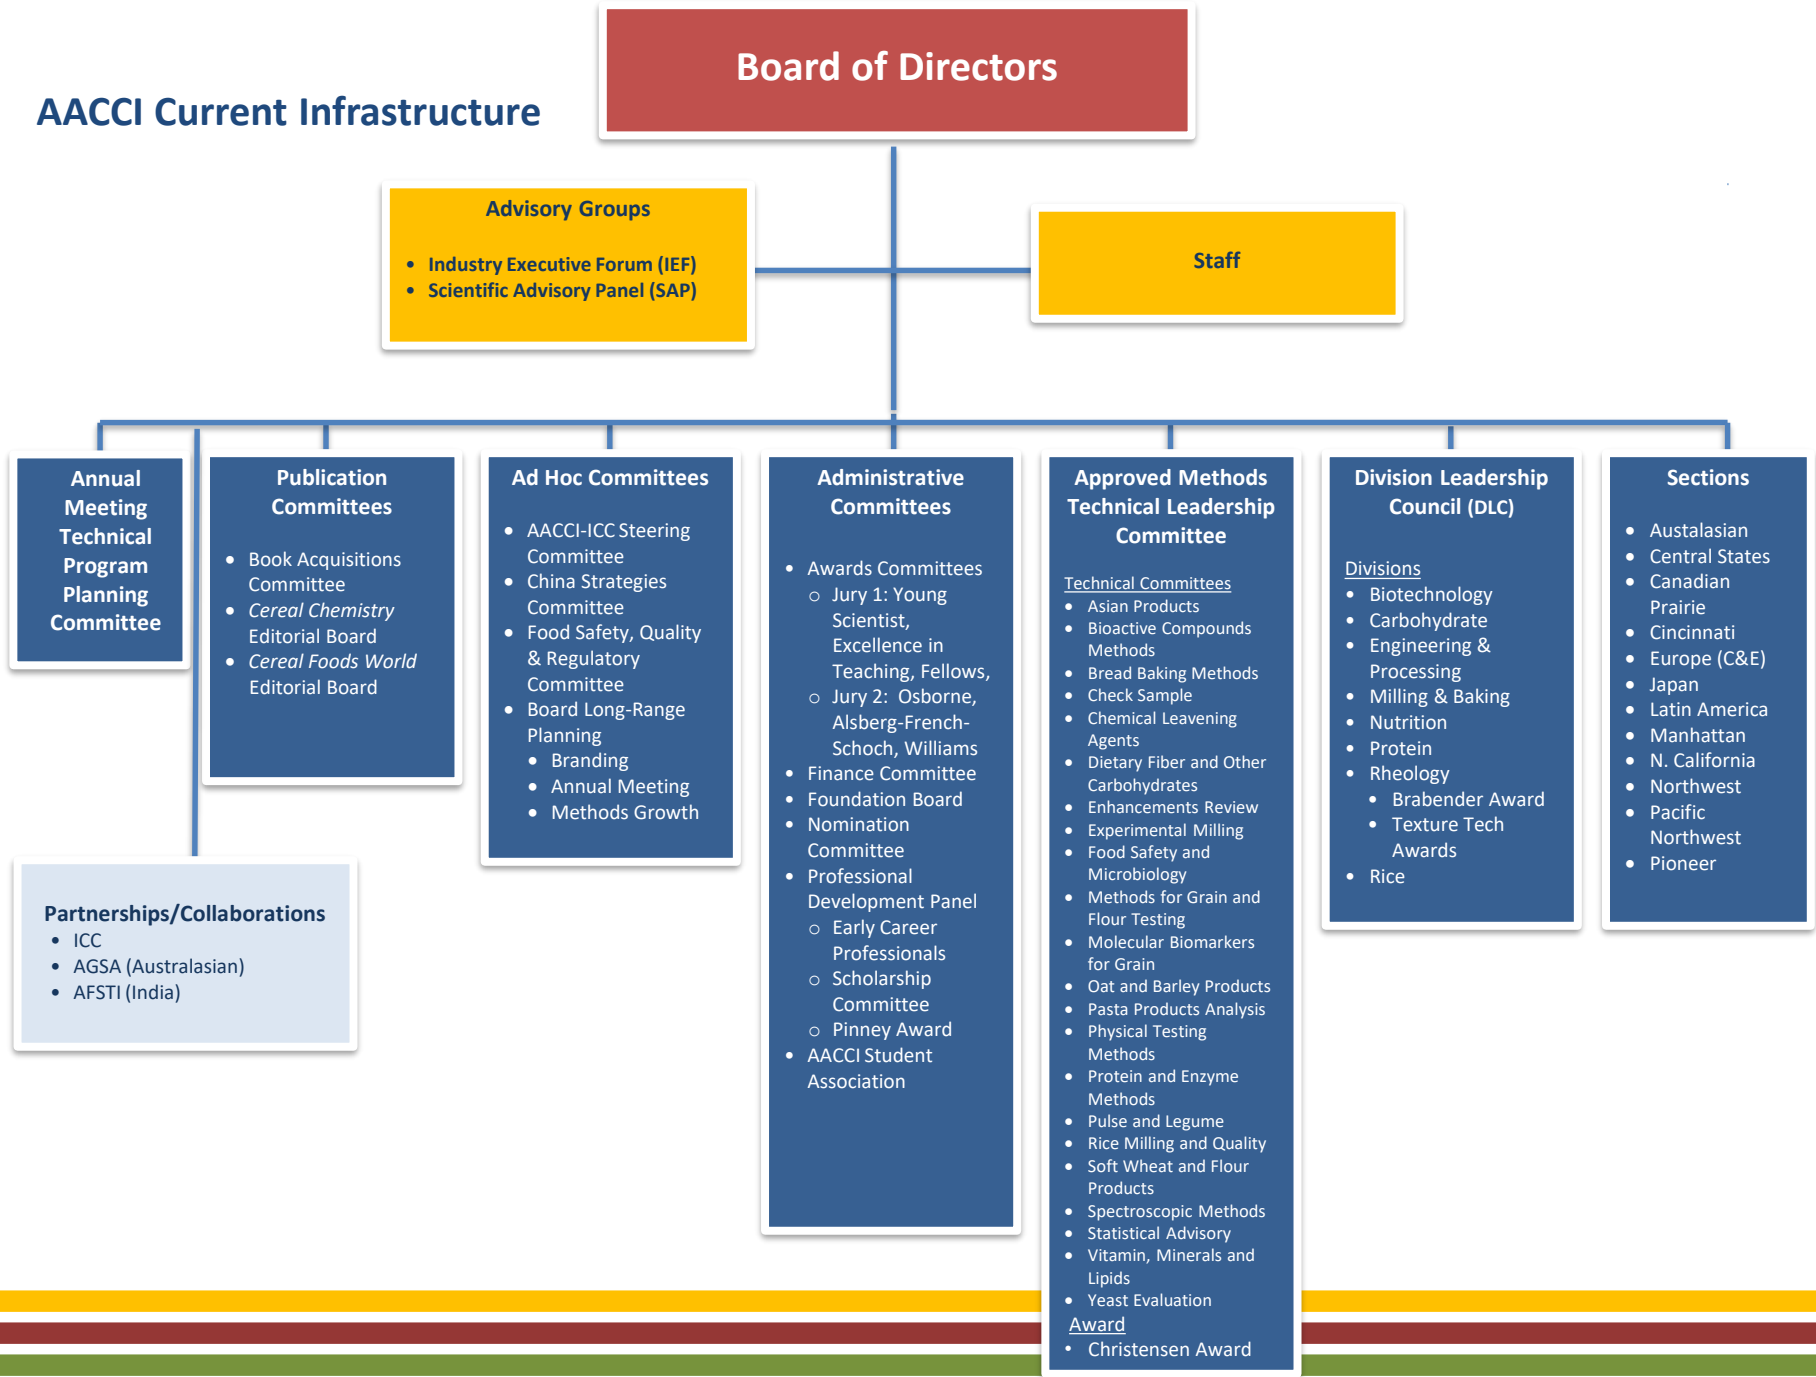 Board of Directors
AACCI Current Infrastructure
Advisory Groups
• Industry Executive Forum (IEF)
• Scientific Advisory Panel (SAP)
Staff
Annual
Meeting
Technical
Program
Planning
Committee
Publication
Committees
• Book Acquisitions
Committee
• Cereal Chemistry
Editorial Board
• Cereal Foods World
Editorial Board
Ad Hoc Committees
• AACCI-ICC Steering
Committee
• China Strategies
Committee
• Food Safety, Quality
& Regulatory
Committee
• Board Long-Range
Planning
• Branding
• Annual Meeting
• Methods Growth
Administrative
Committees
• Awards Committees
o Jury 1: Young
Scientist,
Excellence in
Teaching, Fellows,
o Jury 2: Osborne,
Alsberg-French-
Schoch, Williams
• Finance Committee
• Foundation Board
• Nomination
Committee
• Professional
Development Panel
o Early Career
Professionals
o Scholarship
Committee
o Pinney Award
• AACCI Student
Association
Approved Methods
Technical Leadership
Committee
Technical Committees
• Asian Products
• Bioactive Compounds
Methods
• Bread Baking Methods
• Check Sample
• Chemical Leavening
Agents
• Dietary Fiber and Other
Carbohydrates
• Enhancements Review
• Experimental Milling
• Food Safety and
Microbiology
• Methods for Grain and
Flour Testing
• Molecular Biomarkers
for Grain
• Oat and Barley Products
• Pasta Products Analysis
• Physical Testing
Methods
• Protein and Enzyme
Methods
• Pulse and Legume
• Rice Milling and Quality
• Soft Wheat and Flour
Products
• Spectroscopic Methods
• Statistical Advisory
• Vitamin, Minerals and
Lipids
• Yeast Evaluation
Award
• Christensen Award
Division Leadership
Council (DLC)
Divisions
• Biotechnology
• Carbohydrate
• Engineering &
Processing
• Milling & Baking
• Nutrition
• Protein
• Rheology
• Brabender Award
• Texture Tech
Awards
• Rice
Sections
• Austalasian
• Central States
• Canadian
Prairie
• Cincinnati
• Europe (C&E)
• Japan
• Latin America
• Manhattan
• N. California
• Northwest
• Pacific
Northwest
• Pioneer
Partnerships/Collaborations
• ICC
• AGSA (Australasian)
• AFSTI (India)